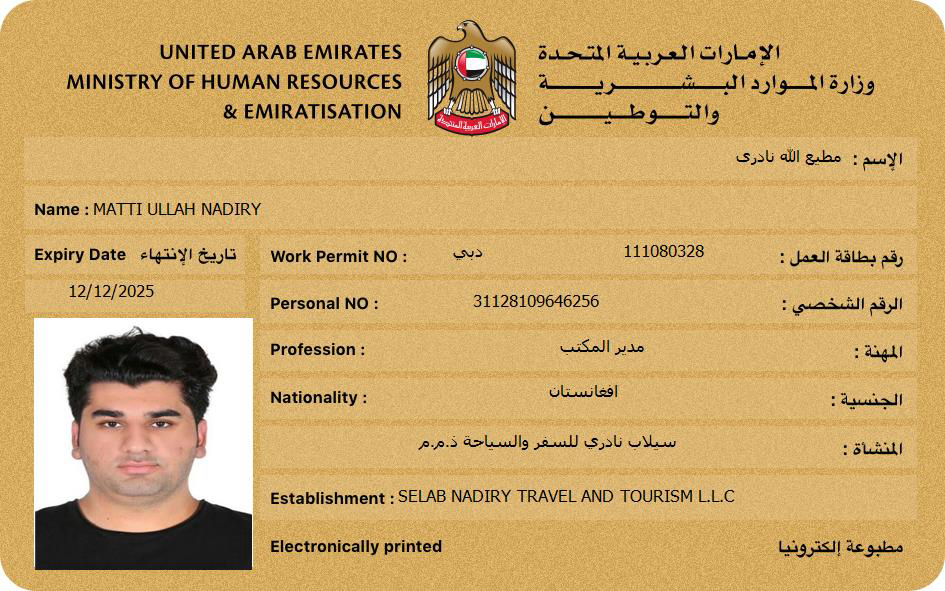 UNITED ARAB EMIRATES
MINISTRY OF HUMAN RESOURCES
& EMIRATISATION
الإمارات العربية المتحدة
وزارة المـوارد البـشـريـة
والتـوطـيـن
الإمارات العربية المتحدة
الإسم : مطيع الله نادرى
Name : MATTI ULLAH NADIRY
Expiry Date تاريخ الإنتهاء
12/12/2025
Work Permit NO : دبي 111080328 رقم بطاقة العمل :
Personal NO : 31128109646256 الرقم الشخصي :
Profession : مدير المكتب المهنة :
Nationality : افغانستان الجنسية :
سيلاب نادري للسفر والسياحة ذ.م.م المنشأة :
Establishment : SELAB NADIRY TRAVEL AND TOURISM L.L.C
Electronically printed مطبوعة إلكترونيا